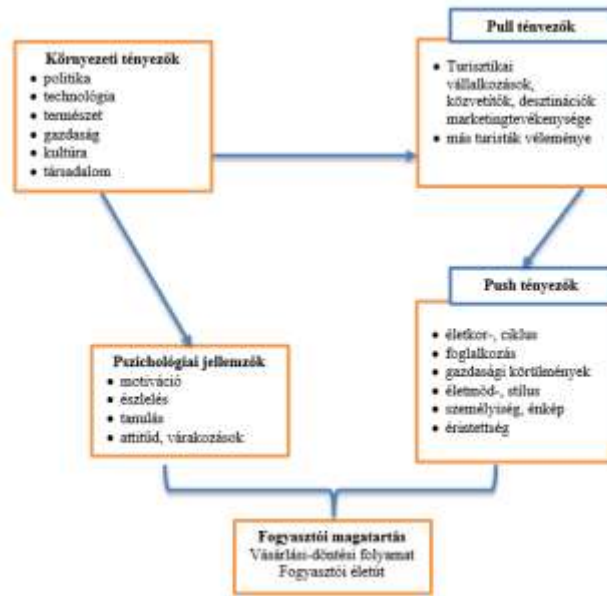 Környezeti tényezők
• politika
• technológia
• természet
• gazdaság
• kultúra
• társadalom
Pull tényezők
• Turisztikai
vállalkozások,
közvetítők, desztinációk
marketingtevékenysége
• más turisták véleménye
Push tényezők
• életkor-, ciklus
• foglalkozás
• gazdasági körülmények
• életmód-, stílus
• személyiség, énkép
• érintettség
Pszichológiai jellemzők
• motiváció
• észlelés
• tanulás
• attitűd, várakozások
Fogyasztói magatartás
Vásárlási-döntési folyamat
Fogyasztói életút